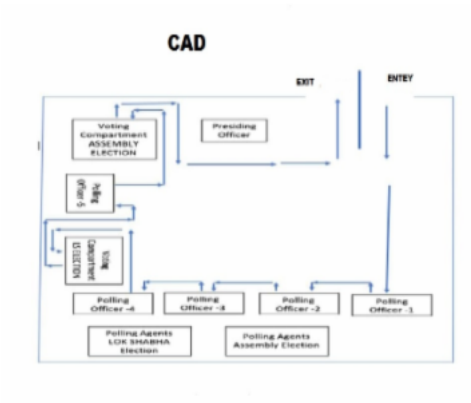 CAD
EXIT
ENTEY
Voting
Compartment
ASSEMBLY
ELECTION
Presiding
Officer
Polling
officer -5
Voting
Compartment
LS ELECTION
Polling
Officer -4
Polling
Officer -3
Polling
Officer -2
Polling
Officer -1
Polling Agents
LOK SHABHA
Election
Polling Agents
Assembly Election